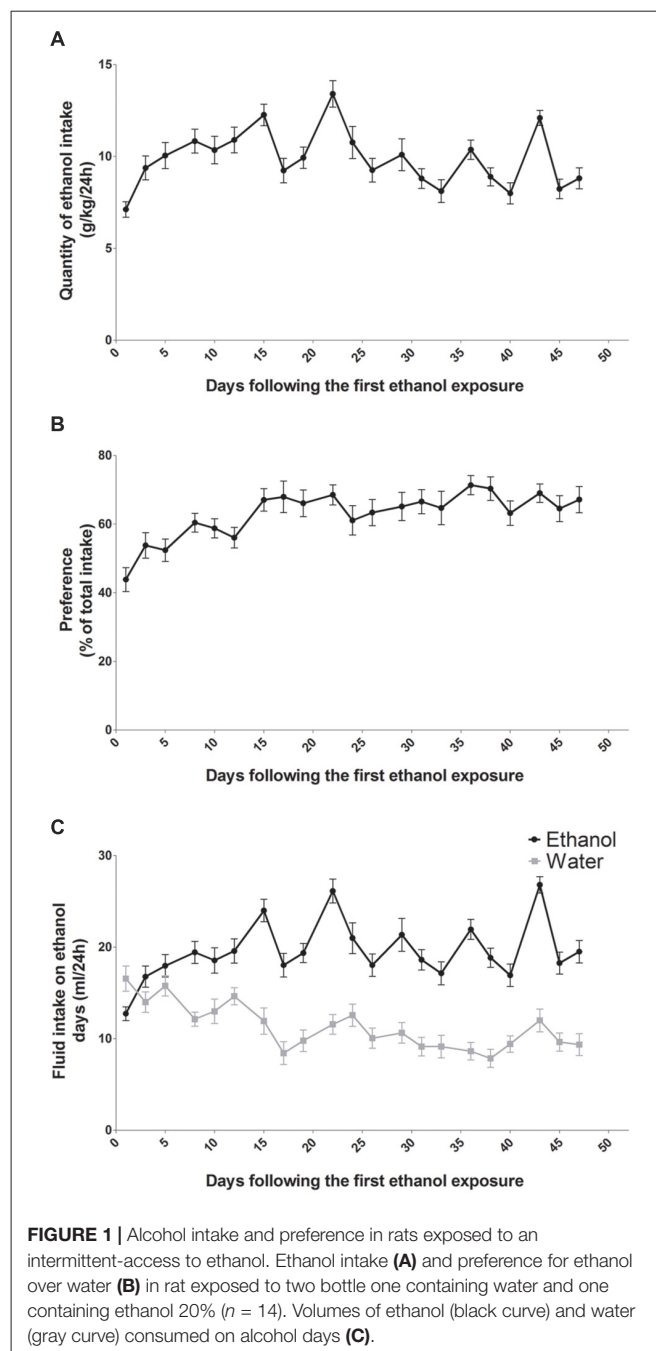 A
Quantity of ethanol intake
(g/kg/24h)
15
10
5
0
0 5 10 15 20 25 30 35 40 45 50
Days following the first ethanol exposure
B
Preference
(% of total intake)
80
60
40
20
0
0 5 10 15 20 25 30 35 40 45 50
Days following the first ethanol exposure
C
Ethanol
Water
Fluid intake on ethanol
days (ml/24h)
30
20
10
0
0 5 10 15 20 25 30 35 40 45 50
Days following the first ethanol exposure
FIGURE 1 | Alcohol intake and preference in rats exposed to an
intermittent-access to ethanol. Ethanol intake (A) and preference for ethanol
over water (B) in rat exposed to two bottle one containing water and one
containing ethanol 20% (n = 14). Volumes of ethanol (black curve) and water
(gray curve) consumed on alcohol days (C).